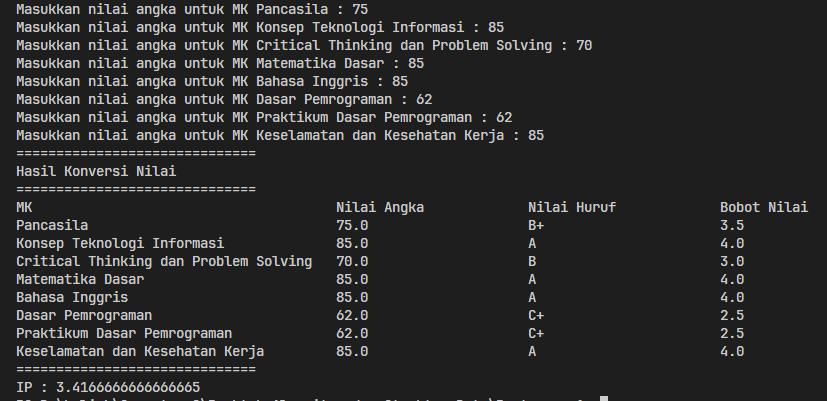 Masukkan nilai angka untuk MK Pancasila : 75
Masukkan nilai angka untuk MK Konsep Teknologi Informasi : 85
Masukkan nilai angka untuk MK Critical Thinking dan Problem Solving : 70
Masukkan nilai angka untuk MK Matematika Dasar : 85
Masukkan nilai angka untuk MK Bahasa Inggris : 85
Masukkan nilai angka untuk MK Dasar Pemrograman : 62
Masukkan nilai angka untuk MK Praktikum Dasar Pemrograman : 62
Masukkan nilai angka untuk MK Keselamatan dan Kesehatan Kerja : 85
==============================
Hasil Konversi Nilai
==============================
MK Nilai Angka Nilai Huruf Bobot Nilai
Pancasila 75.0 B+ 3.5
Konsep Teknologi Informasi 85.0 A 4.0
Critical Thinking dan Problem Solving 70.0 B 3.0
Matematika Dasar 85.0 A 4.0
Bahasa Inggris 85.0 A 4.0
Dasar Pemrograman 62.0 C+ 2.5
Praktikum Dasar Pemrograman 62.0 C+ 2.5
Keselamatan dan Kesehatan Kerja 85.0 A 4.0
==============================
IP : 3.4166666666666665